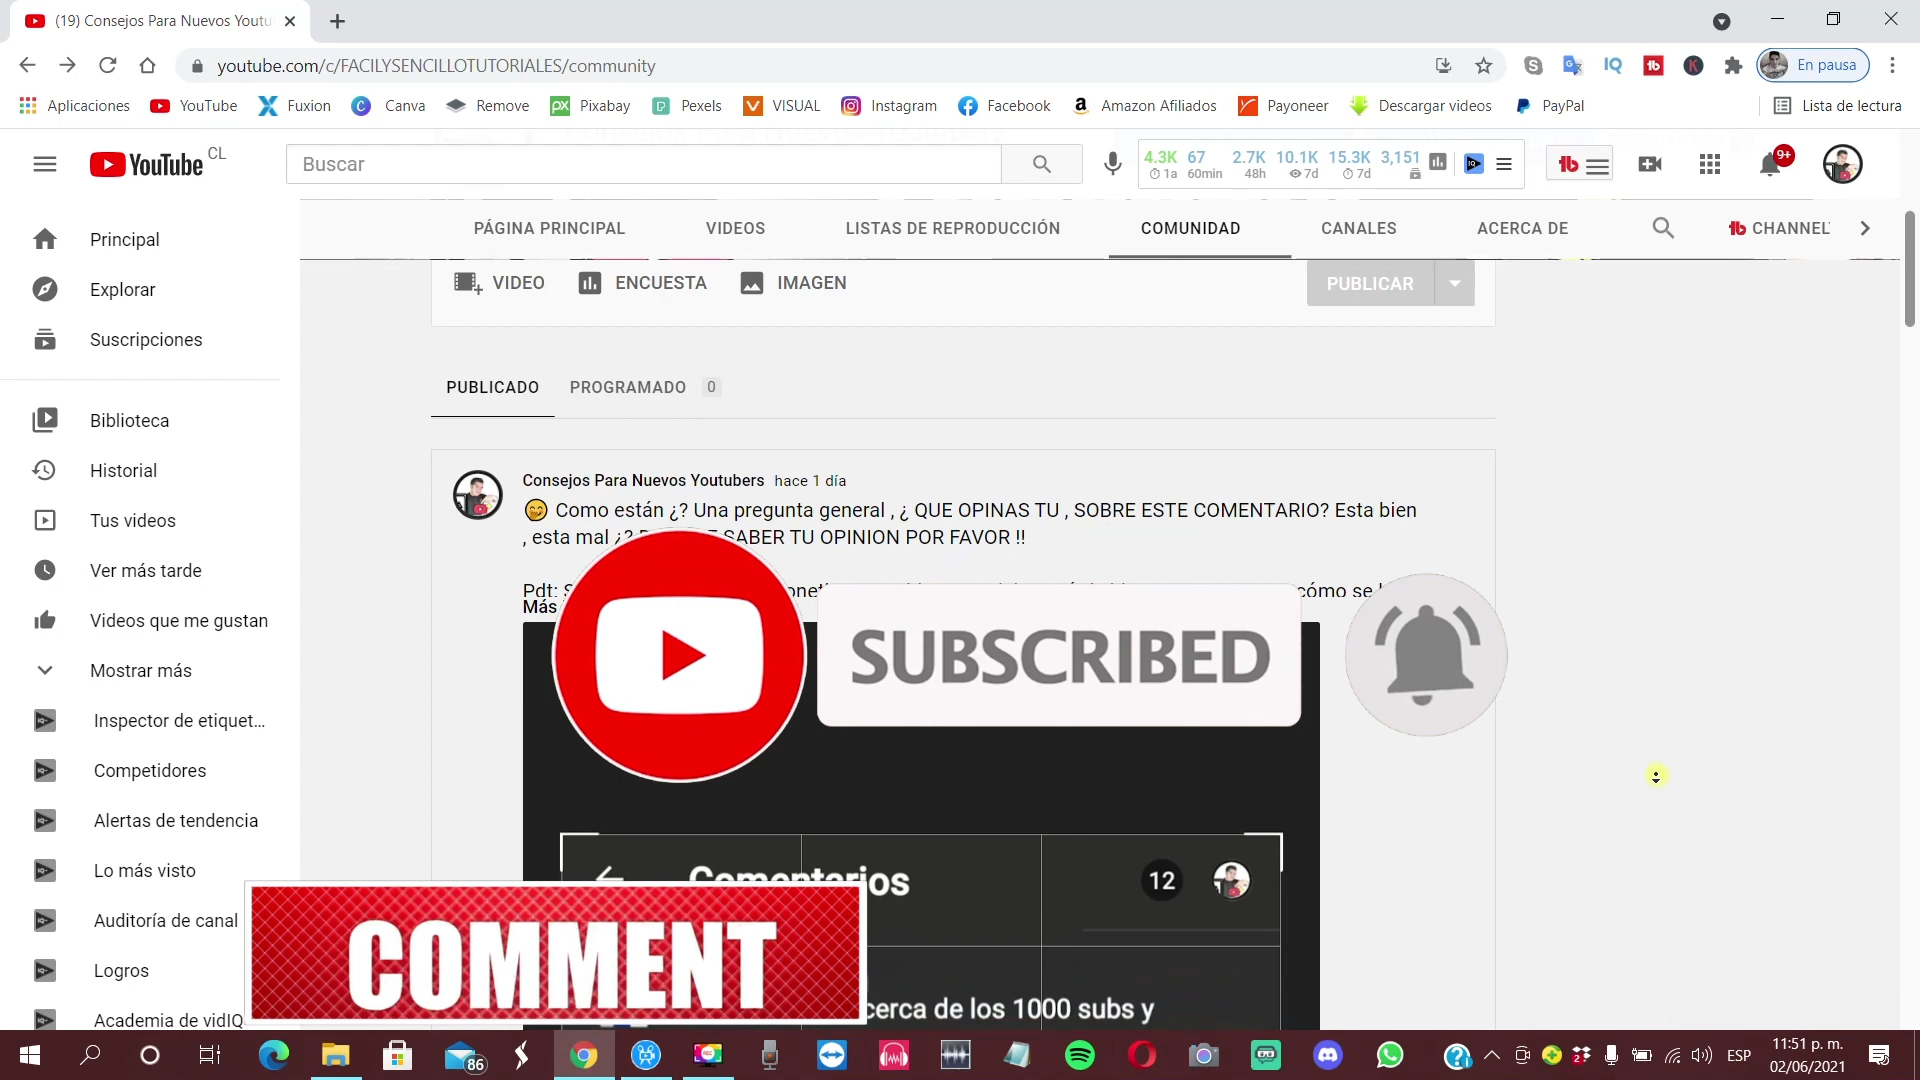 (19) Consejos Para Nuevos Youtu
youtube.com/c/FACILYSENCILLOTUTORIALES/community
En pausa
Aplicaciones YouTube Fuxion Canva Remove Pixabay Pexels VISUAL Instagram Facebook Amazon Afiliados Payoneer Descargar videos PayPal Lista de lectura
YouTube CL
Buscar
4.3K 67 2.7K 10.1K 15.3K 3,151
1a 60min 48h 7d 7d
9+
PÁGINA PRINCIPAL VIDEOS LISTAS DE REPRODUCCIÓN COMUNIDAD CANALES ACERCA DE CHANNEL
Principal
Explorar
Suscripciones
Biblioteca
Historial
Tus videos
Ver más tarde
Videos que me gustan
Mostrar más
Inspector de etiquet...
Competidores
Alertas de tendencia
Lo más visto
Auditoría de canal
Logros
Academia de vidIQ
VIDEO ENCUESTA IMAGEN PUBLICAR
PUBLICADO PROGRAMADO 0
Consejos Para Nuevos Youtubers hace 1 día
Como están ¿? Una pregunta general , ¿ QUE OPINAS TU , SOBRE ESTE COMENTARIO? Esta bien
, esta mal ¿? SABER TU OPINION POR FAVOR !!
Pdt: cómo se
Más
SUBSCRIBED
Comentarios 12
COMMENT
cerca de los 1000 subs y
86
ESP
11:51 p. m.
02/06/2021